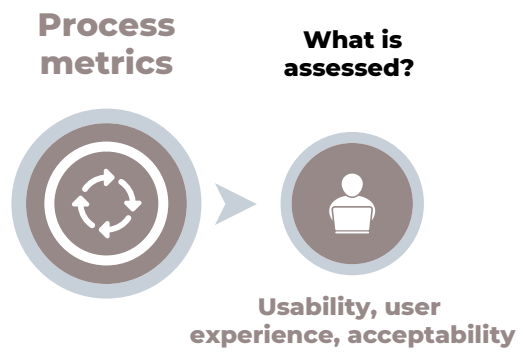 Process
metrics
What is
assessed?
Usability, user
experience, acceptability